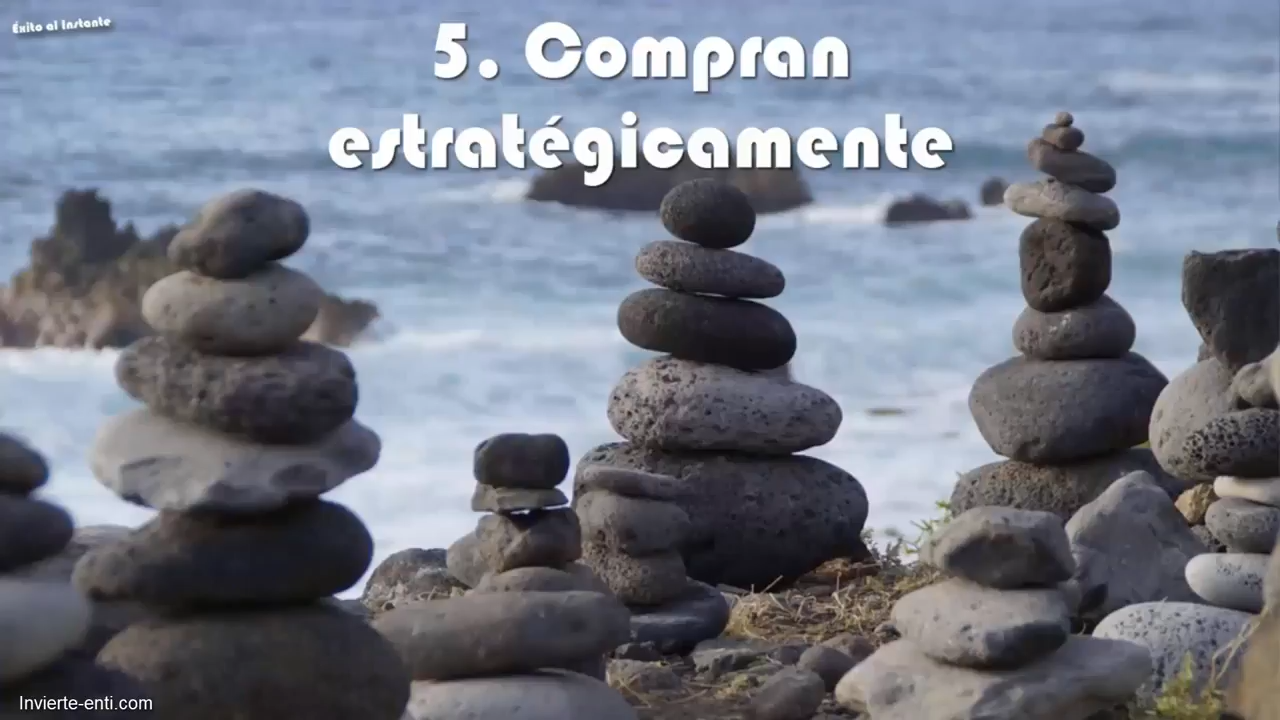 Éxito al Instante
5. Compran
estratégicamente
Invierte-enti.com